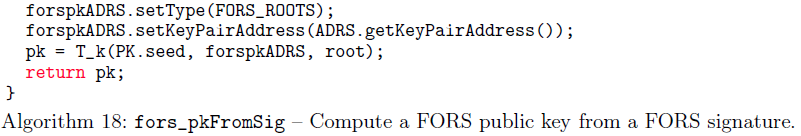 forspkADRS.setType(FORS_ROOTS);
forspkADRS.setKeyPairAddress(ADRS.getKeyPairAddress());
pk = T_k(PK.seed, forspkADRS, root);
return pk;
}
Algorithm 18: fors_pkFromSig – Compute a FORS public key from a FORS signature.